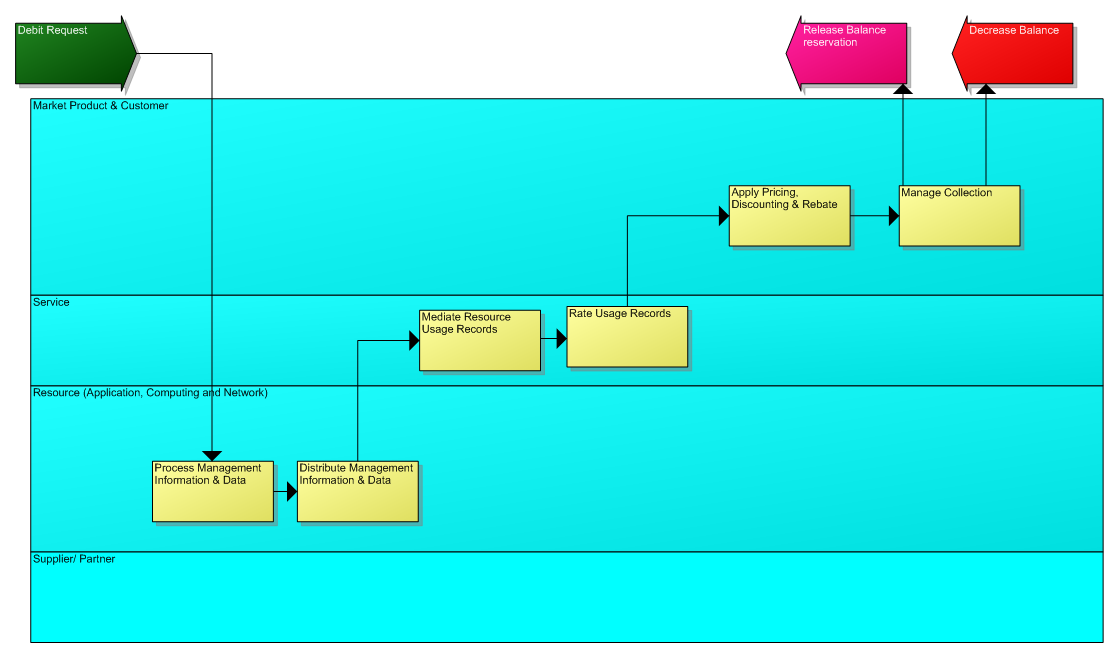 Debit Request
Release Balance
reservation
Decrease Balance
Market Product & Customer
Apply Pricing,
Discounting & Rebate
Manage Collection
Service
Mediate Resource
Usage Records
Rate Usage Records
Resource (Application, Computing and Network)
Process Management
Information & Data
Distribute Management
Information & Data
Supplier/ Partner